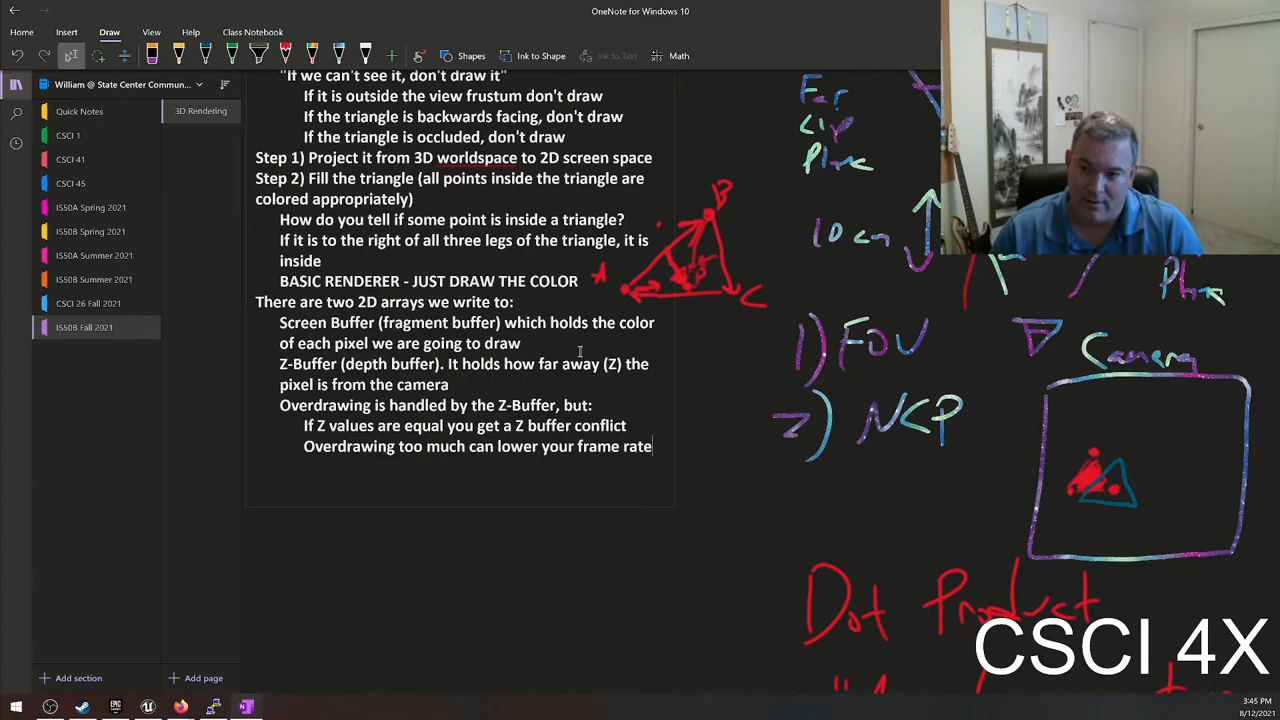 OneNote for Windows 10
Home Insert Draw View Help Class Notebook
Shapes Ink to Shape Ink to Text Math
William @ State Center Commun...
Quick Notes
CSCI 1
CSCI 41
CSCI 45
IS50A Spring 2021
IS50B Spring 2021
IS50A Summer 2021
IS50B Summer 2021
CSCI 26 Fall 2021
IS50B Fall 2021
3D Rendering
"If we can't see it, don't draw it"
If it is outside the view frustum don't draw
If the triangle is backwards facing, don't draw
If the triangle is occluded, don't draw
Step 1) Project it from 3D worldspace to 2D screen space
Step 2) Fill the triangle (all points inside the triangle are
colored appropriately)
How do you tell if some point is inside a triangle?
If it is to the right of all three legs of the triangle, it is
inside
BASIC RENDERER - JUST DRAW THE COLOR
There are two 2D arrays we write to:
Screen Buffer (fragment buffer) which holds the color
of each pixel we are going to draw
Z-Buffer (depth buffer). It holds how far away (Z) the
pixel is from the camera
Overdrawing is handled by the Z-Buffer, but:
If Z values are equal you get a Z buffer conflict
Overdrawing too much can lower your frame rate
A
B
C
Far
Clip
Plane
10cm
Plane
1) FOV
2) NCP
Camera
Dot Product
CSCI 4X
Add section
Add page
3:45 PM
8/12/2021